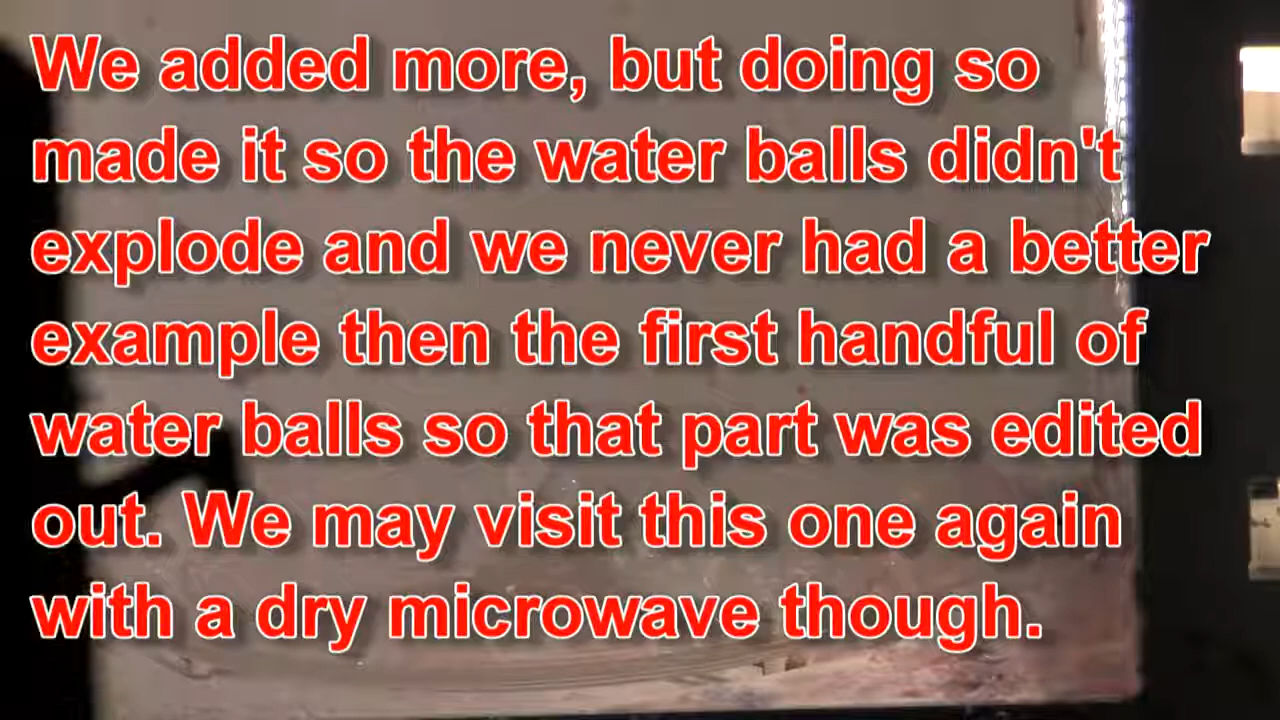 We added more, but doing so
made it so the water balls didn't
explode and we never had a better
example then the first handful of
water balls so that part was edited
out. We may visit this one again
with a dry microwave though.